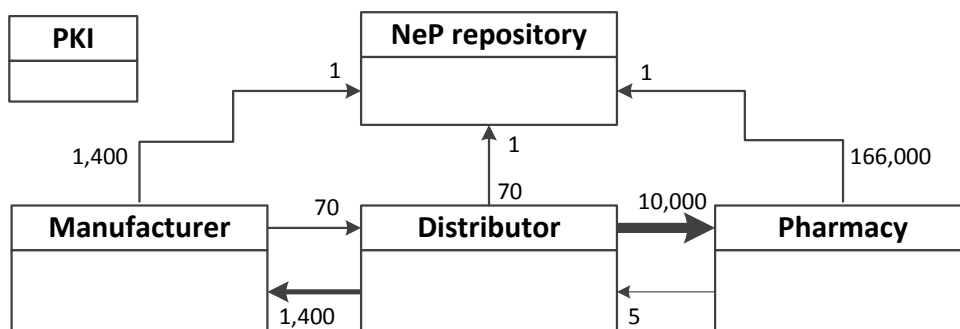 PKI
NeP repository
1
1
1,400
1
166,000
70
70
10,000
Manufacturer
Distributor
Pharmacy
1,400
5